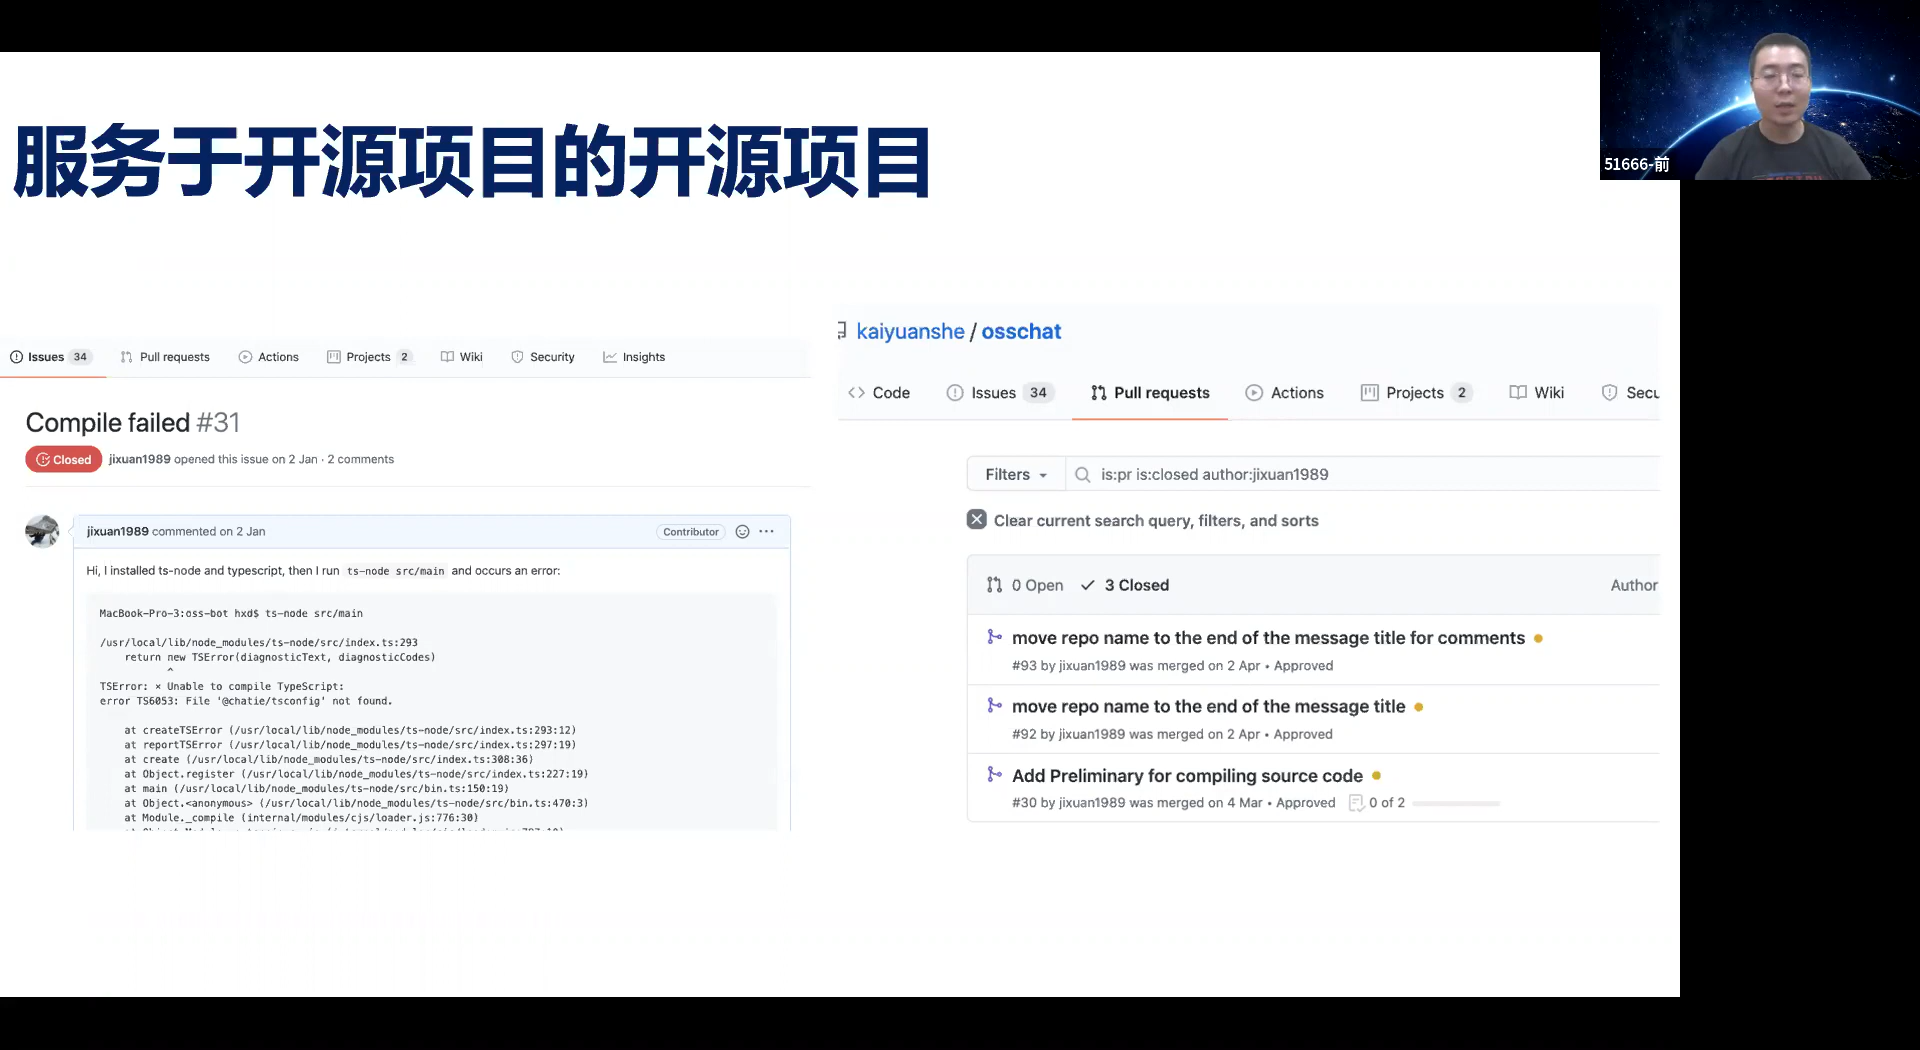 服务于开源项目的开源项目
51666-前
Issues 34 Pull requests Actions Projects 2 Wiki Security Insights
Compile failed #31
Closed jixuan1989 opened this issue on 2 Jan · 2 comments
jixuan1989 commented on 2 Jan Contributor ···
Hi, I installed ts-node and typescript, then I run ts-node src/main and occurs an error:
MacBook-Pro-3:oss-bot hxd$ ts-node src/main
/usr/local/lib/node_modules/ts-node/src/index.ts:293
return new TSError(diagnosticText, diagnosticCodes)
^
TSError: × Unable to compile TypeScript:
error TS6053: File '@chatie/tsconfig' not found.
at createTSError (/usr/local/lib/node_modules/ts-node/src/index.ts:293:12)
at reportTSError (/usr/local/lib/node_modules/ts-node/src/index.ts:297:19)
at create (/usr/local/lib/node_modules/ts-node/src/index.ts:308:36)
at Object.register (/usr/local/lib/node_modules/ts-node/src/index.ts:227:19)
at main (/usr/local/lib/node_modules/ts-node/src/bin.ts:150:19)
at Object.<anonymous> (/usr/local/lib/node_modules/ts-node/src/bin.ts:470:3)
at Module._compile (internal/modules/cjs/loader.js:776:30)
kaiyuanshe / osschat
Code Issues 34 Pull requests Actions Projects 2 Wiki Secu
Filters is:pr is:closed author:jixuan1989
Clear current search query, filters, and sorts
0 Open 3 Closed Author
move repo name to the end of the message title for comments
#93 by jixuan1989 was merged on 2 Apr • Approved
move repo name to the end of the message title
#92 by jixuan1989 was merged on 2 Apr • Approved
Add Preliminary for compiling source code
#30 by jixuan1989 was merged on 4 Mar • Approved 0 of 2